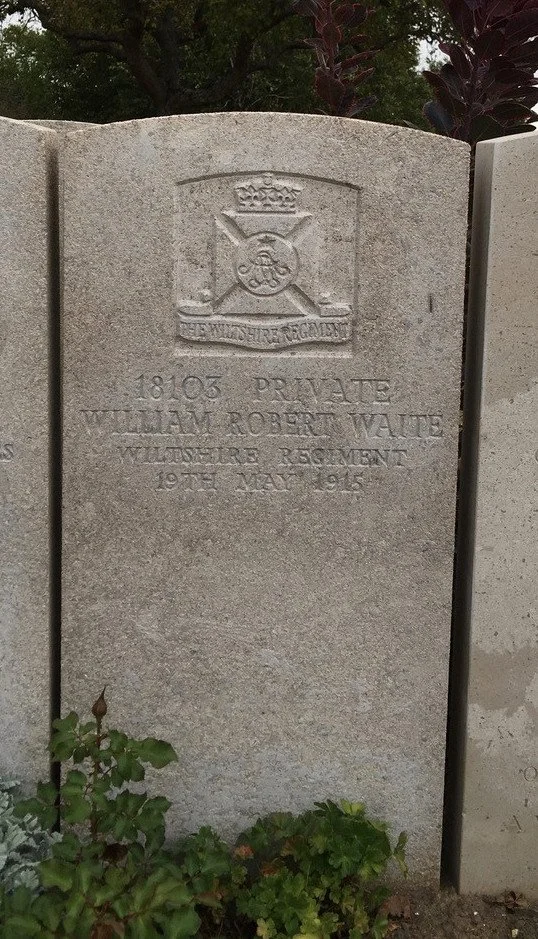 THE WILTSHIRE REGIMENT
18103 PRIVATE
WILLIAM ROBERT WAITE
WILTSHIRE REGIMENT
19TH MAY 1915